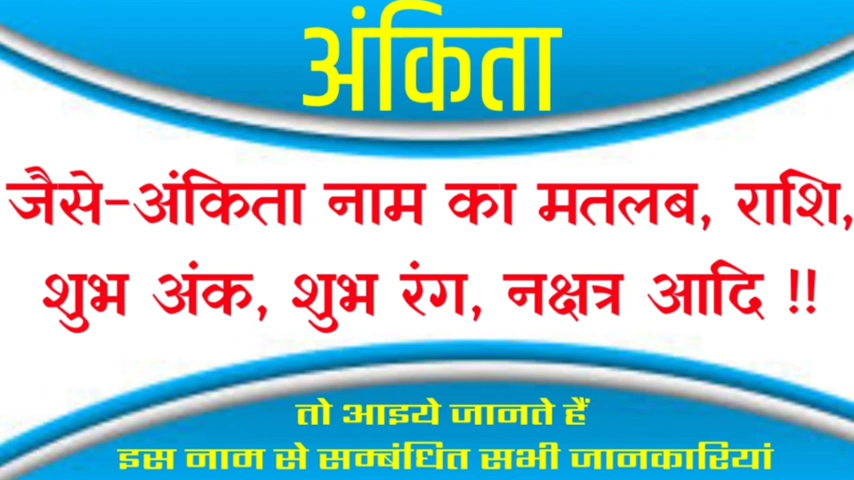 अंकिता
जैसे-अंकिता नाम का मतलब, राशि,
शुभ अंक, शुभ रंग, नक्षत्र आदि !!
तो आइये जानते हैं
इस नाम से सम्बंधित सभी जानकारियां